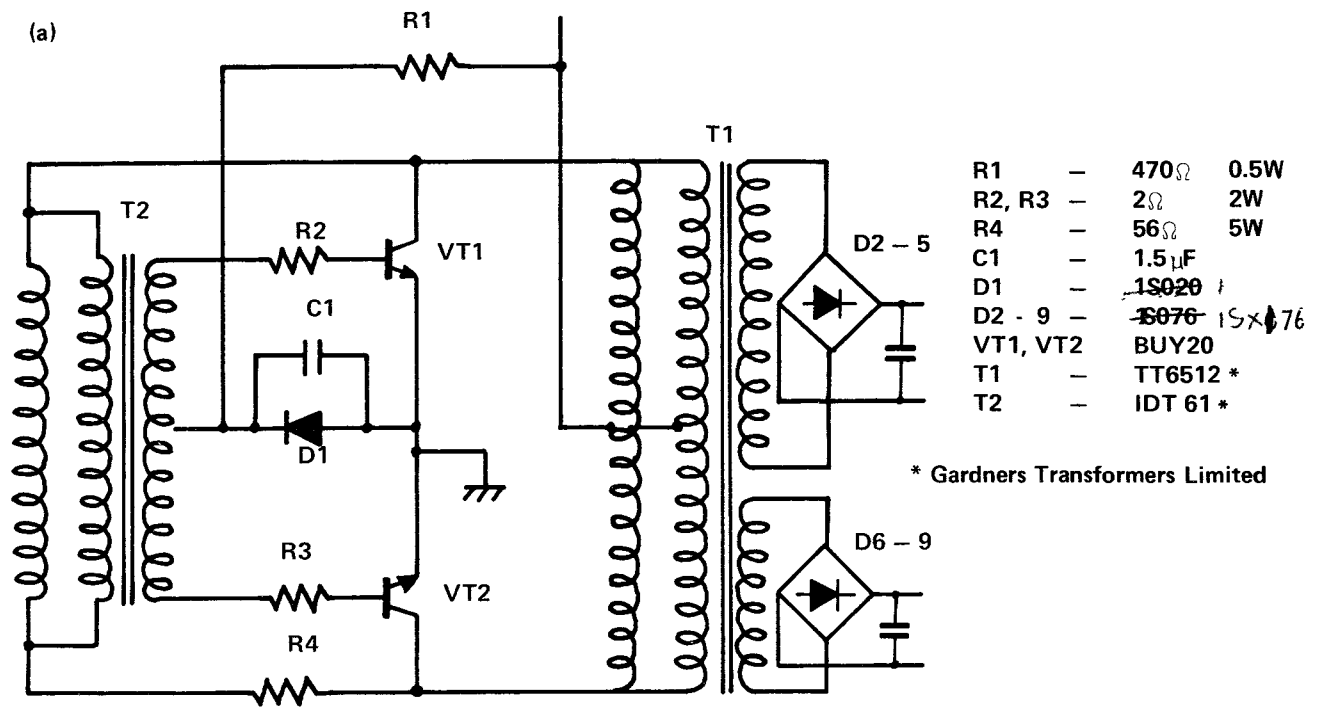 (a)
R1
T1
T2
R2
VT1
C1
D1
R3
VT2
R4
D2 – 5
D6 – 9
R1 – 470Ω 0.5W
R2, R3 – 2Ω 2W
R4 – 56Ω 5W
C1 – 1.5µF
D1 – 1S020
D2 - 9 – 1S076
VT1, VT2 BUY20
T1 – TT6512 *
T2 – IDT 61 *
* Gardners Transformers Limited